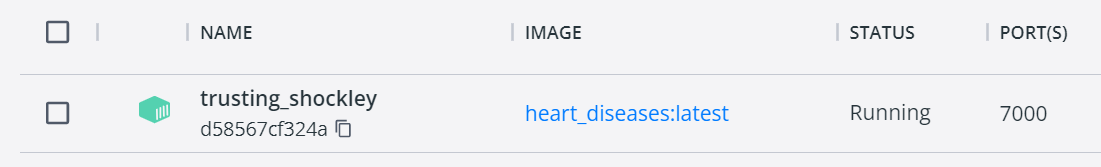 NAME IMAGE STATUS PORT(S)
trusting_shockley
d58567cf324a
heart_diseases:latest Running 7000